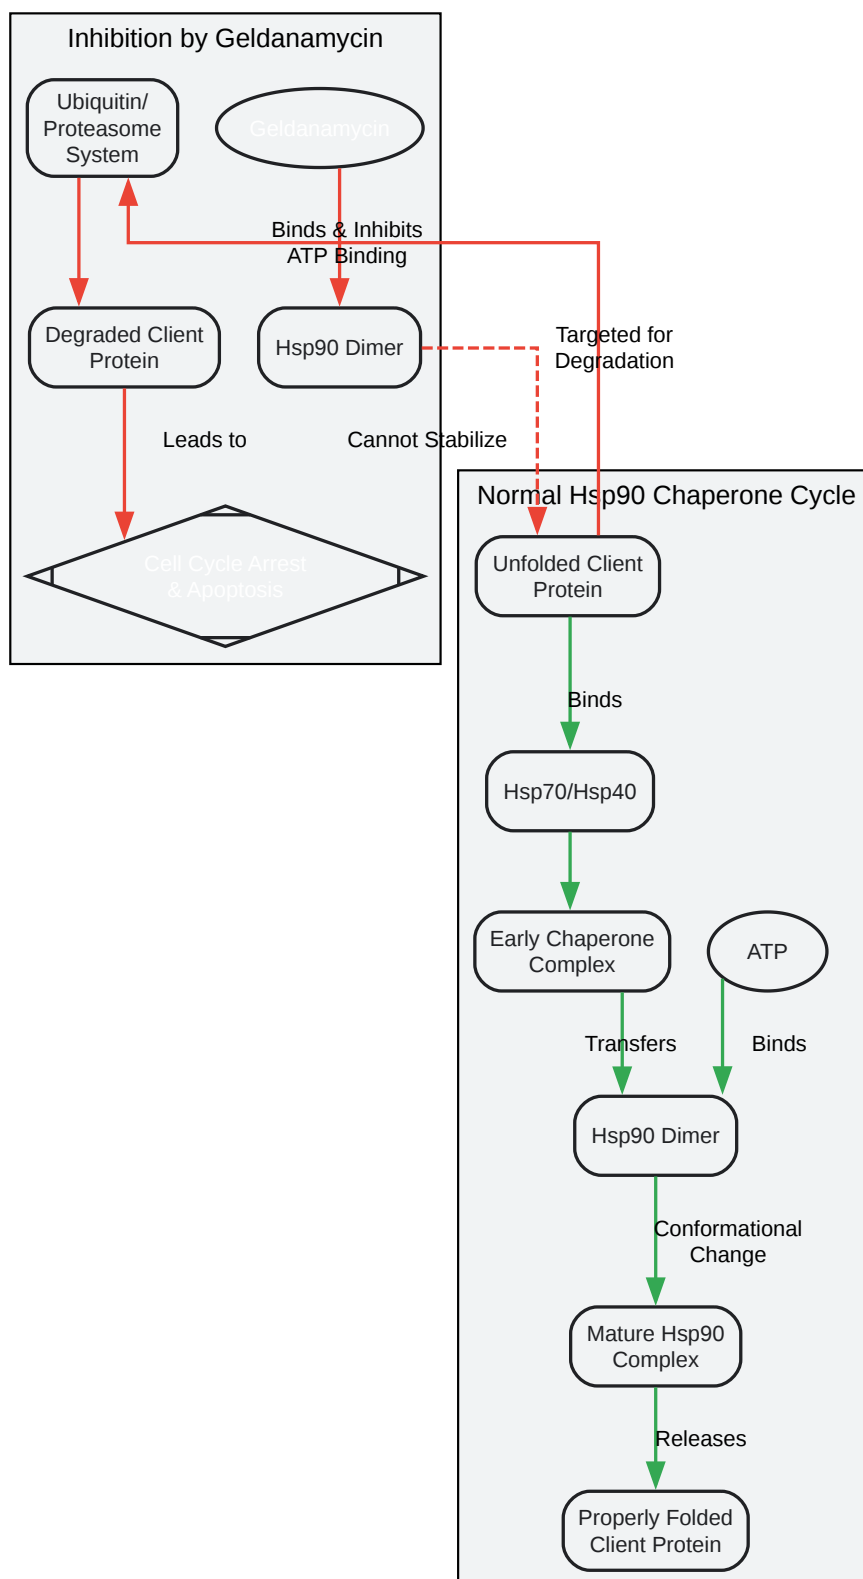 Inhibition by Geldanamycin
Ubiquitin/
Proteasome
System
Geldanamycin
Binds & Inhibits
ATP Binding
Degraded Client
Protein
Hsp90 Dimer
Targeted for
Degradation
Leads to
Cannot Stabilize
Cell Cycle Arrest
& Apoptosis
Normal Hsp90 Chaperone Cycle
Unfolded Client
Protein
Binds
Hsp70/Hsp40
Early Chaperone
Complex
ATP
Transfers
Binds
Hsp90 Dimer
Conformational
Change
Mature Hsp90
Complex
Releases
Properly Folded
Client Protein